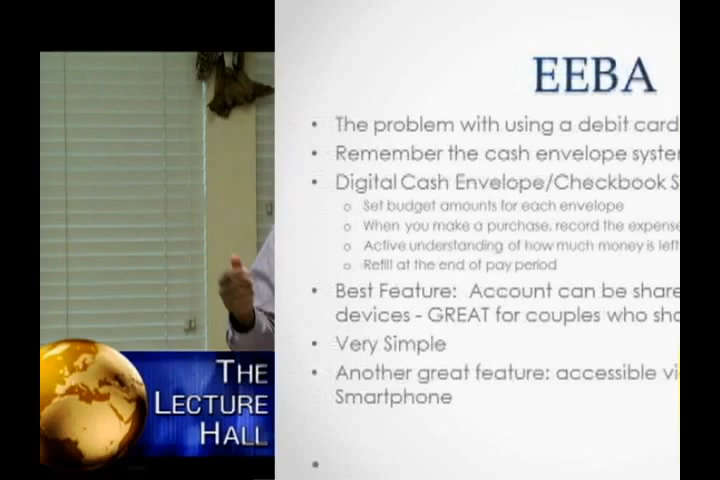 EEBA
• The problem with using a debit card
• Remember the cash envelope syste
• Digital Cash Envelope/Checkbook S
o Set budget amounts for each envelope
o When you make a purchase, record the expense
o Active understanding of how much money is left
o Refill at the end of pay period
• Best Feature: Account can be share
devices - GREAT for couples who sha
• Very Simple
• Another great feature: accessible vi
Smartphone
•
THE
LECTURE
HALL